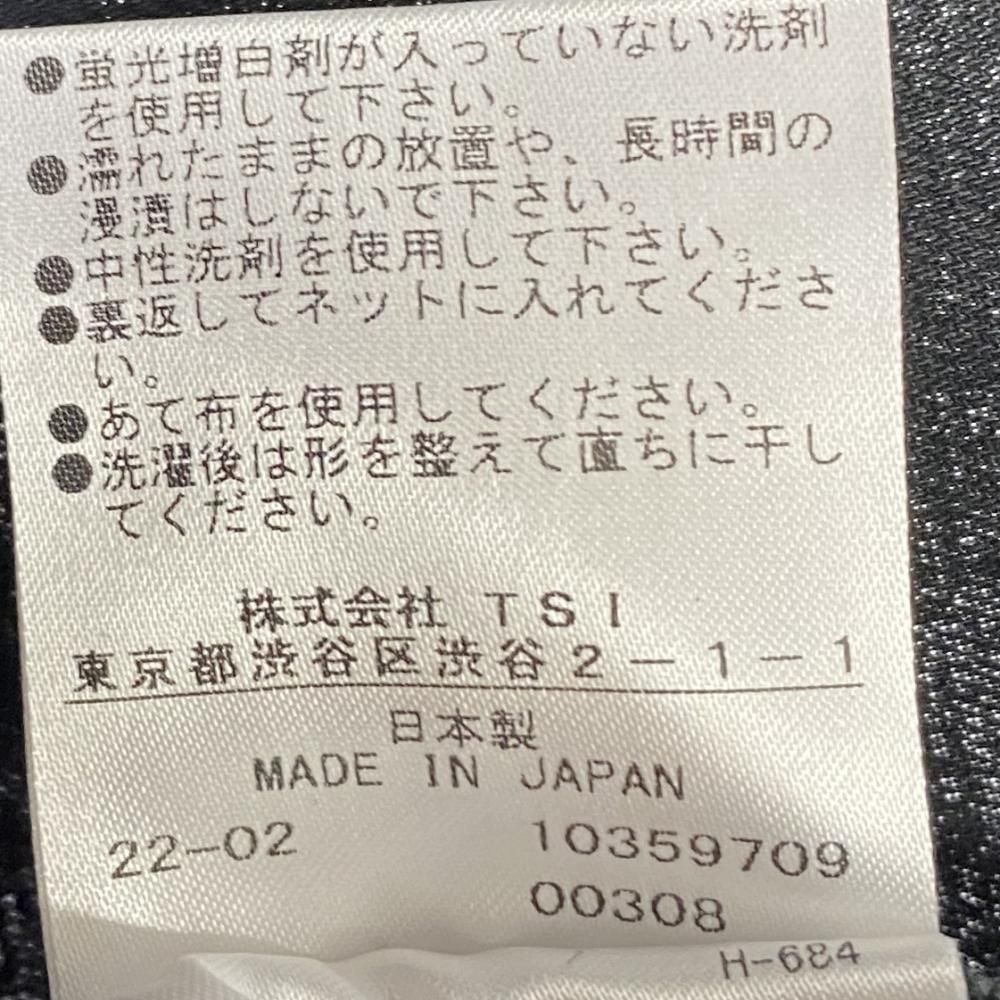 ●蛍光増白剤が入っていない洗剤
を使用して下さい。
●濡れたままの放置や、長時間の
浸漬はしないで下さい。
●中性洗剤を使用して下さい。
●裏返してネットに入れてくださ
い。
●あて布を使用してください。
●洗濯後は形を整えて直ちに干し
てください。
株式会社 TSI
東京都渋谷区渋谷2-1-1
日本製
MADE IN JAPAN
22-02 10359709
00308
H-684